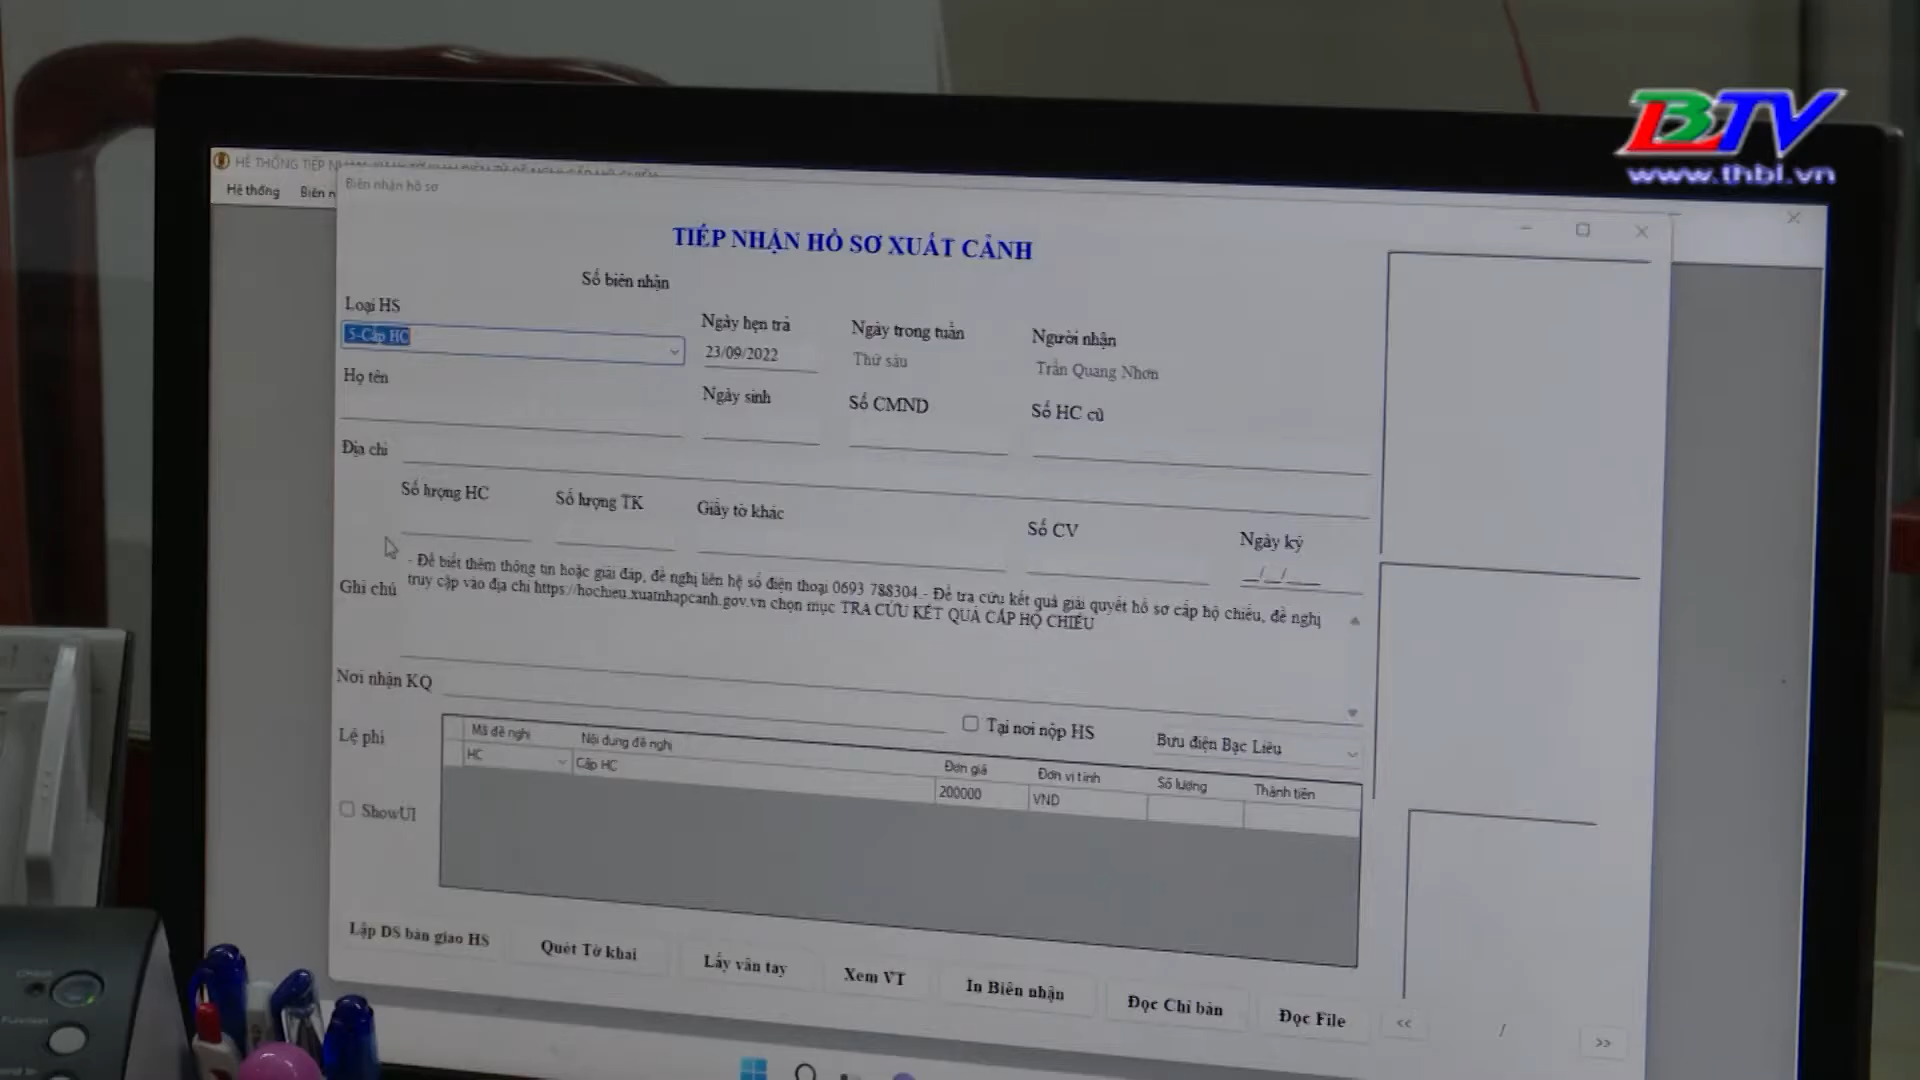 BTV
www.thbl.vn
HỆ THỐNG TIẾP
Hệ thống
Biên nhận hồ sơ
TIẾP NHẬN HỒ SƠ XUẤT CẢNH
Số biên nhận
Loại HS
Ngày hẹn trả
Ngày trong tuần
Người nhận
5-Cấp HC
23/09/2022
Thứ sáu
Trần Quang Nhơn
Họ tên
Ngày sinh
Số CMND
Số HC cũ
Địa chỉ
Số lượng HC
Số lượng TK
Giấy tờ khác
Số CV
Ngày ký
Ghi chú
- Để biết thêm thông tin hoặc giải đáp, đề nghị liên hệ số điện thoại 0693 788304.- Để tra cứu kết quả giải quyết hồ sơ cấp hộ chiếu, đề nghị
truy cập vào địa chỉ https://hochieu.xuatnhapcanh.gov.vn chọn mục TRA CỨU KẾT QUẢ CẤP HỘ CHIẾU
Nơi nhận KQ
Tại nơi nộp HS
Bưu điện Bạc Liêu
Lệ phí
Mã đề nghị
Nội dung đề nghị
Đơn giá
Đơn vị tính
Số lượng
Thành tiền
HC
Cấp HC
200000
VND
ShowUI
Lập DS bàn giao HS
Quét Tờ khai
Lấy vân tay
Xem VT
In Biên nhận
Đọc Chỉ bản
Đọc File
<<
/
>>